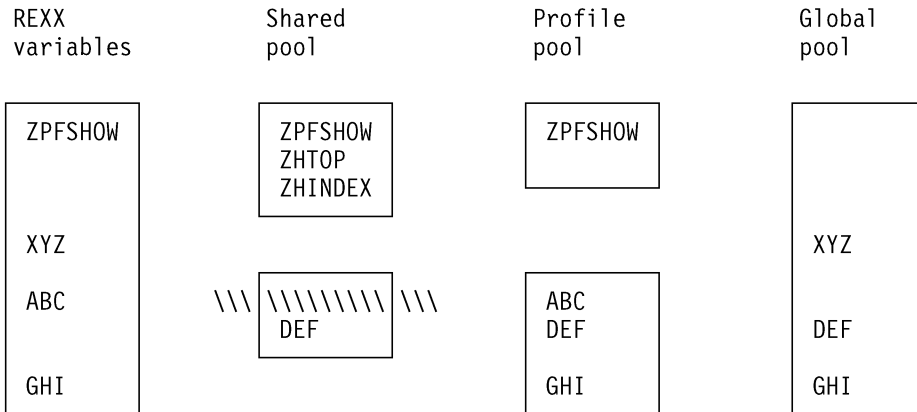 REXX Shared Profile Global
variables pool pool pool
ZPFSHOW ZPFSHOW ZPFSHOW
ZHTOP
ZHINDEX
XYZ XYZ
ABC \\\ \\\\\\\\\ \\\ ABC
DEF DEF DEF
GHI GHI GHI